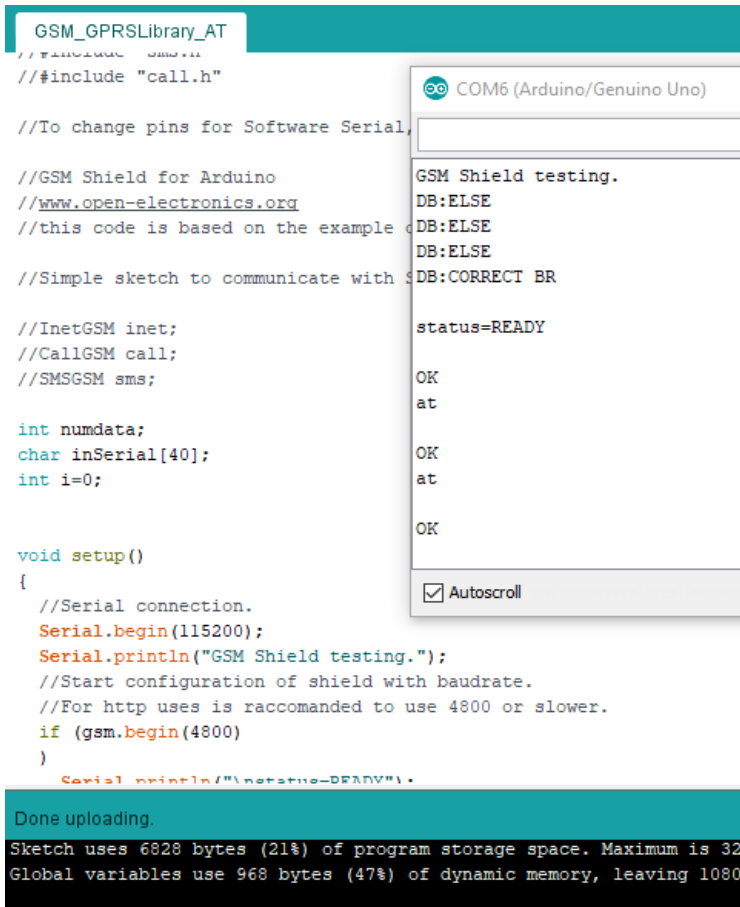 GSM_GPRSLibrary_AT
//#include "sms.h"
//#include "call.h"
//To change pins for Software Serial,
//GSM Shield for Arduino
//www.open-electronics.org
//this code is based on the example
//Simple sketch to communicate with
//InetGSM inet;
//CallGSM call;
//SMSGSM sms;
int numdata;
char inSerial[40];
int i=0;
void setup()
{
//Serial connection.
Serial.begin(115200);
Serial.println("GSM Shield testing.");
//Start configuration of shield with baudrate.
//For http uses is raccomanded to use 4800 or slower.
if (gsm.begin(4800)
)
Serial.println("\nstatus=READY");
COM6 (Arduino/Genuino Uno)
GSM Shield testing.
DB:ELSE
DB:ELSE
DB:ELSE
DB:CORRECT BR
status=READY
OK
at
OK
at
OK
Autoscroll
Done uploading.
Sketch uses 6828 bytes (21%) of program storage space. Maximum is 32
Global variables use 968 bytes (47%) of dynamic memory, leaving 1080